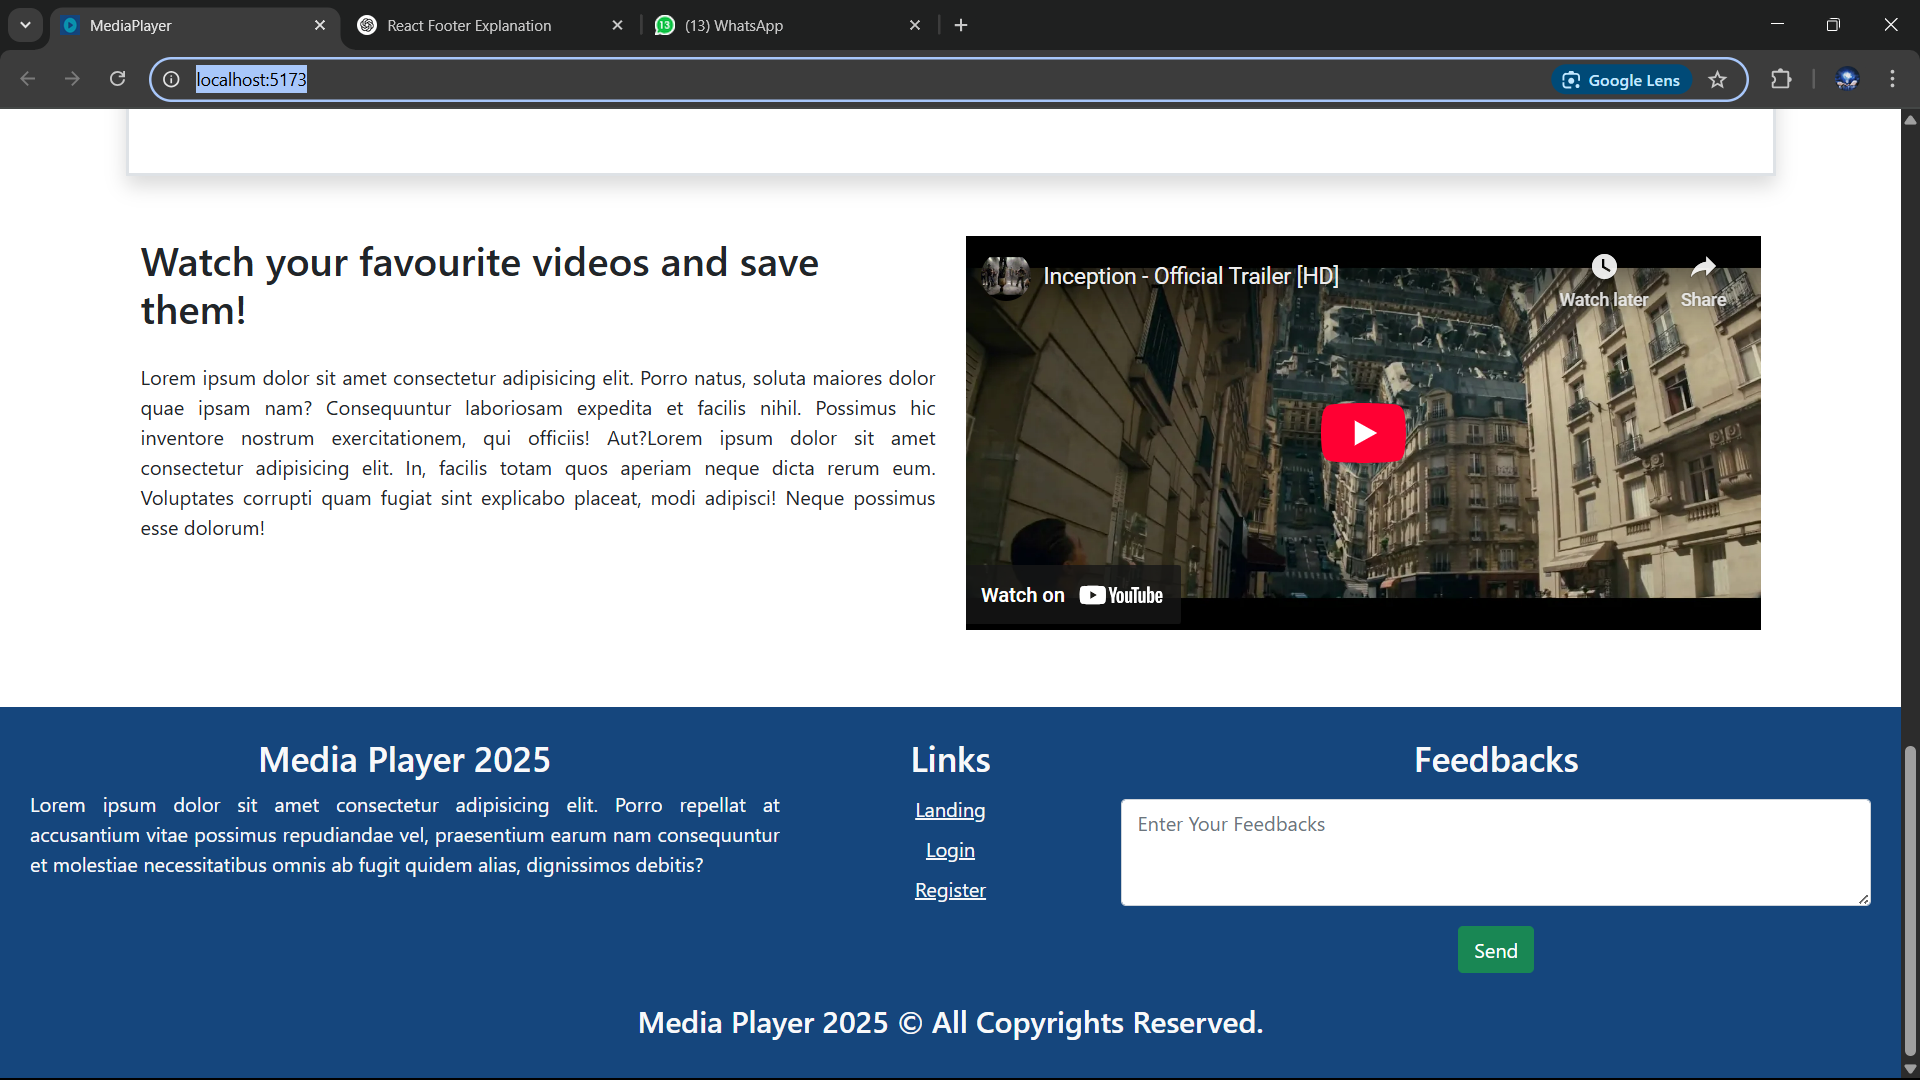 MediaPlayer
React Footer Explanation
13
(13) WhatsApp
localhost:5173
Google Lens
Watch your favourite videos and save
them!
Lorem ipsum dolor sit amet consectetur adipisicing elit. Porro natus, soluta maiores dolor
quae ipsam nam? Consequuntur laboriosam expedita et facilis nihil. Possimus hic
inventore nostrum exercitationem, qui officiis! Aut?Lorem ipsum dolor sit amet
consectetur adipisicing elit. In, facilis totam quos aperiam neque dicta rerum eum.
Voluptates corrupti quam fugiat sint explicabo placeat, modi adipisci! Neque possimus
esse dolorum!
Inception - Official Trailer [HD]
Watch later
Share
Watch on YouTube
Media Player 2025
Lorem ipsum dolor sit amet consectetur adipisicing elit. Porro repellat at
accusantium vitae possimus repudiandae vel, praesentium earum nam consequuntur
et molestiae necessitatibus omnis ab fugit quidem alias, dignissimos debitis?
Links
Landing
Login
Register
Feedbacks
Enter Your Feedbacks
Send
Media Player 2025 © All Copyrights Reserved.